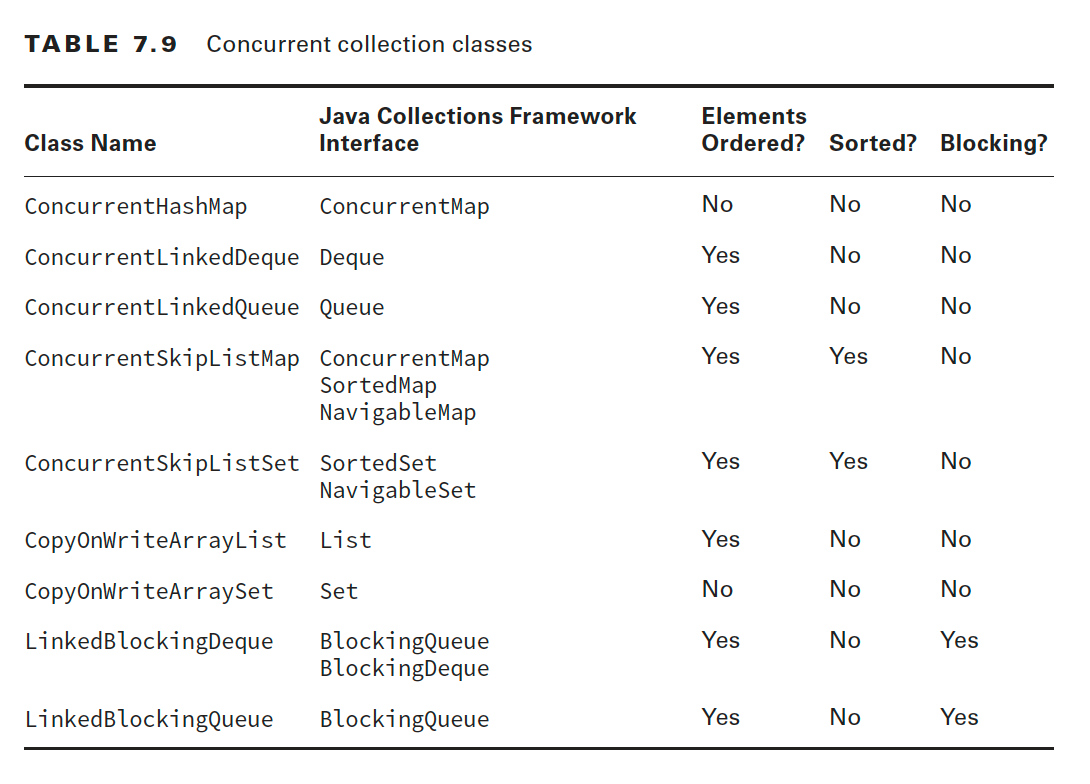 TABLE 7.9 Concurrent collection classes
Class Name Java Collections Framework Interface Elements Ordered? Sorted? Blocking?
ConcurrentHashMap ConcurrentMap No No No
ConcurrentLinkedDeque Deque Yes No No
ConcurrentLinkedQueue Queue Yes No No
ConcurrentSkipListMap ConcurrentMap Yes Yes No
SortedMap
NavigableMap
ConcurrentSkipListSet SortedSet Yes Yes No
NavigableSet
CopyOnWriteArrayList List Yes No No
CopyOnWriteArraySet Set No No No
LinkedBlockingDeque BlockingQueue Yes No Yes
BlockingDeque
LinkedBlockingQueue BlockingQueue Yes No Yes